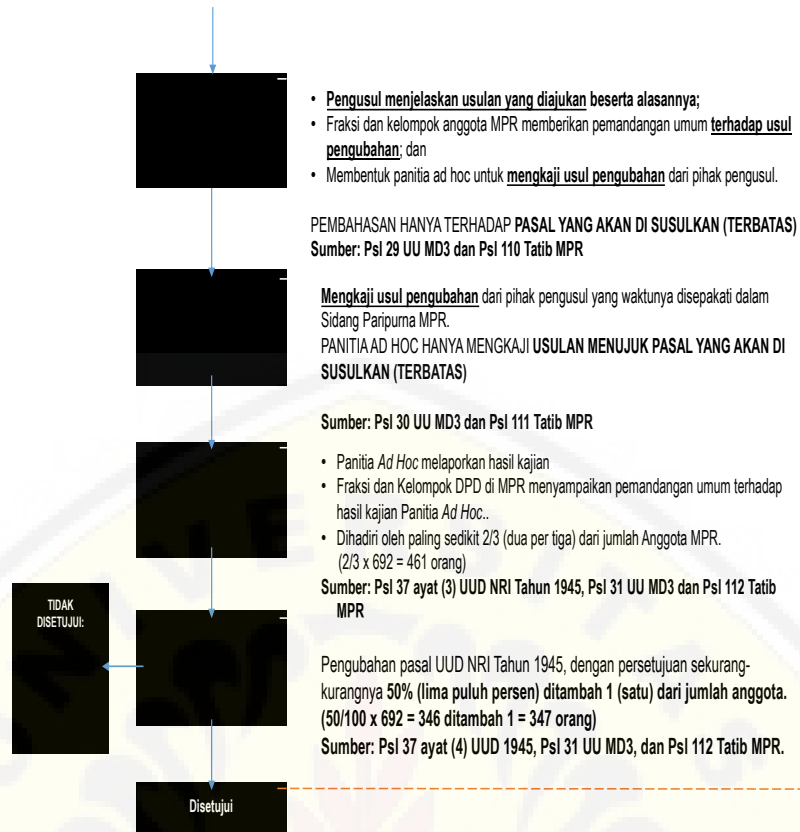 • Pengusul menjelaskan usulan yang diajukan beserta alasannya;
• Fraksi dan kelompok anggota MPR memberikan pemandangan umum terhadap usul
pengubahan; dan
• Membentuk panitia ad hoc untuk mengkaji usul pengubahan dari pihak pengusul.
PEMBAHASAN HANYA TERHADAP PASAL YANG AKAN DI SUSULKAN (TERBATAS)
Sumber: Psl 29 UU MD3 dan Psl 110 Tatib MPR
Mengkaji usul pengubahan dari pihak pengusul yang waktunya disepakati dalam
Sidang Paripurna MPR.
PANITIA AD HOC HANYA MENGKAJI USULAN MENUJUK PASAL YANG AKAN DI
SUSULKAN (TERBATAS)
Sumber: Psl 30 UU MD3 dan Psl 111 Tatib MPR
• Panitia Ad Hoc melaporkan hasil kajian
• Fraksi dan Kelompok DPD di MPR menyampaikan pemandangan umum terhadap
hasil kajian Panitia Ad Hoc..
• Dihadiri oleh paling sedikit 2/3 (dua per tiga) dari jumlah Anggota MPR.
(2/3 x 692 = 461 orang)
Sumber: Psl 37 ayat (3) UUD NRI Tahun 1945, Psl 31 UU MD3 dan Psl 112 Tatib
MPR
TIDAK
DISETUJUI:
Pengubahan pasal UUD NRI Tahun 1945, dengan persetujuan sekurang-
kurangnya 50% (lima puluh persen) ditambah 1 (satu) dari jumlah anggota.
(50/100 x 692 = 346 ditambah 1 = 347 orang)
Sumber: Psl 37 ayat (4) UUD 1945, Psl 31 UU MD3, dan Psl 112 Tatib MPR.
Disetujui
UNIVERSITAS